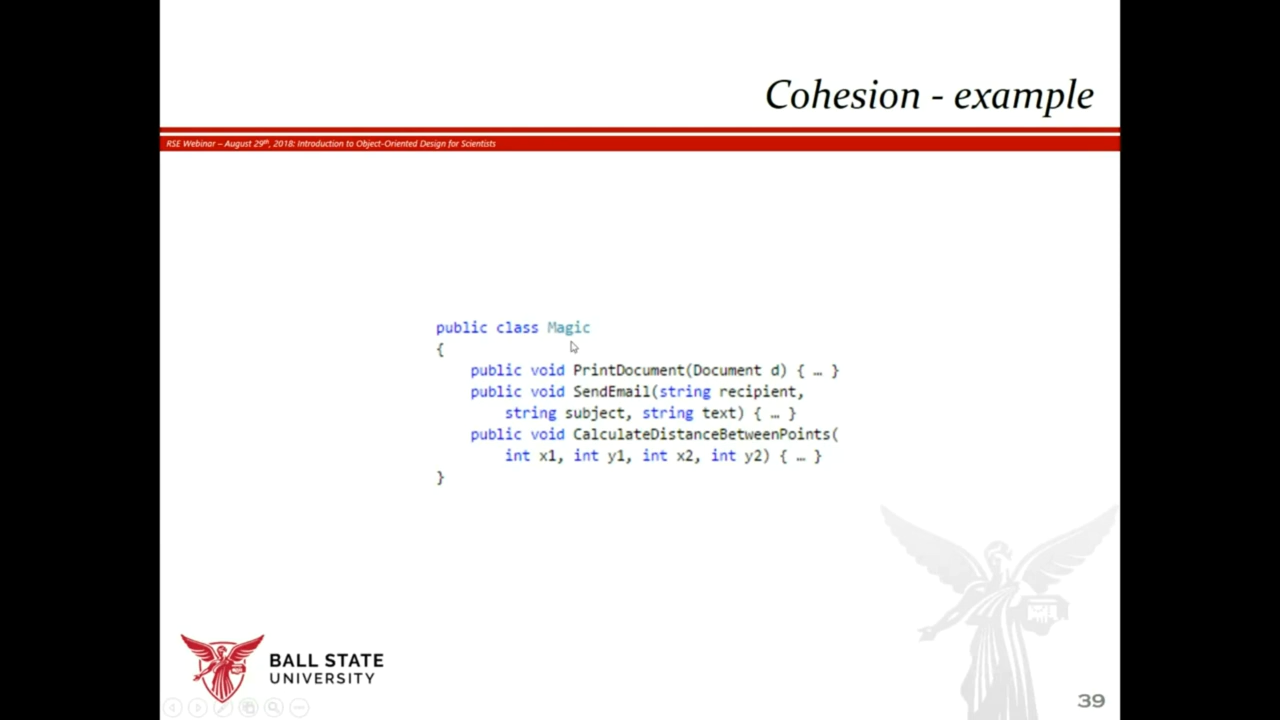 Cohesion - example
RSE Webinar – August 29th, 2018: Introduction to Object-Oriented Design for Scientists
public class Magic
{
    public void PrintDocument(Document d) { … }
    public void SendEmail(string recipient,
        string subject, string text) { … }
    public void CalculateDistanceBetweenPoints(
        int x1, int y1, int x2, int y2) { … }
}
BALL STATE
UNIVERSITY
39